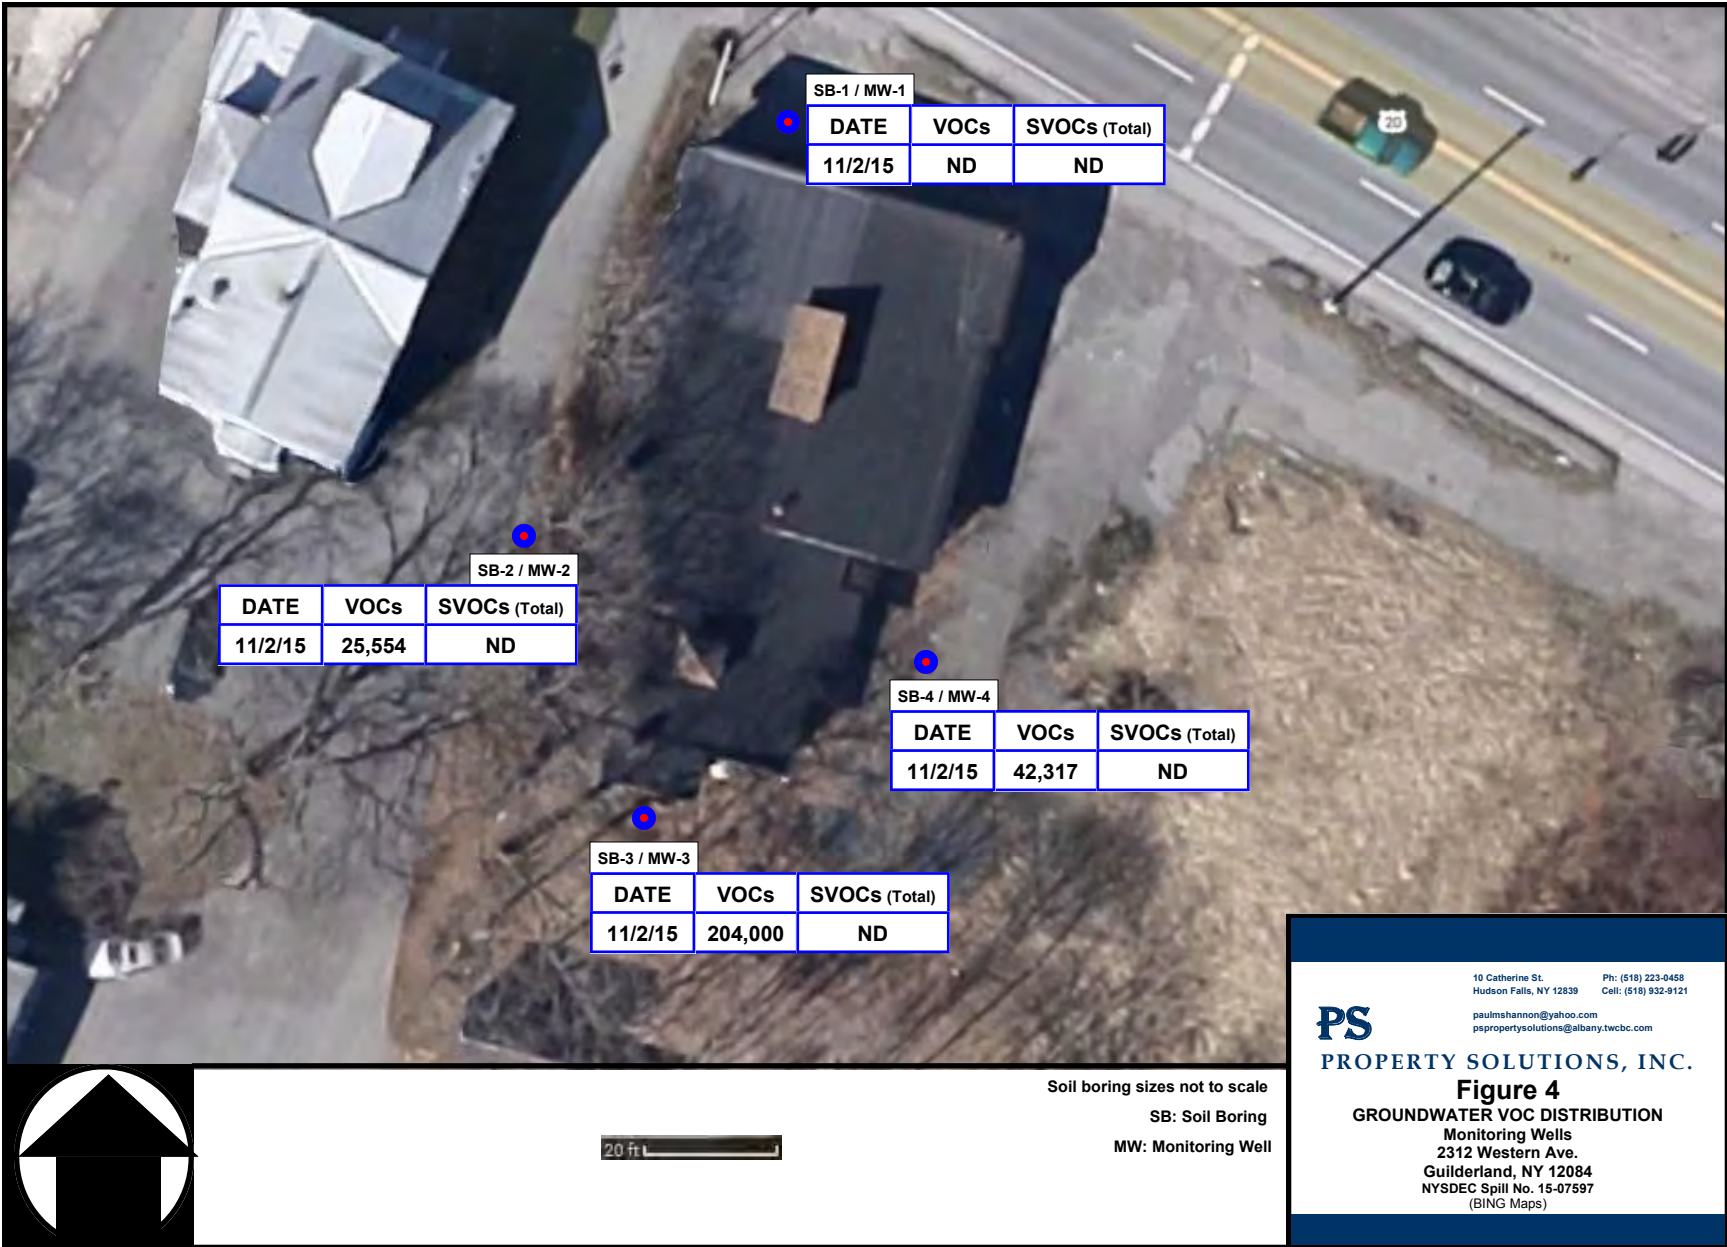 SB-1 / MW-1
DATE VOCs SVOCs (Total)
11/2/15 ND ND
20
SB-2 / MW-2
DATE VOCs SVOCs (Total)
11/2/15 25,554 ND
SB-4 / MW-4
DATE VOCs SVOCs (Total)
11/2/15 42,317 ND
SB-3 / MW-3
DATE VOCs SVOCs (Total)
11/2/15 204,000 ND
Soil boring sizes not to scale
SB: Soil Boring
MW: Monitoring Well
20 ft
10 Catherine St. Ph: (518) 223-0458
Hudson Falls, NY 12839 Cell: (518) 932-9121
paulmshannon@yahoo.com
pspropertysolutions@albany.twcbc.com
PS
PROPERTY SOLUTIONS, INC.
Figure 4
GROUNDWATER VOC DISTRIBUTION
Monitoring Wells
2312 Western Ave.
Guilderland, NY 12084
NYSDEC Spill No. 15-07597
(BING Maps)